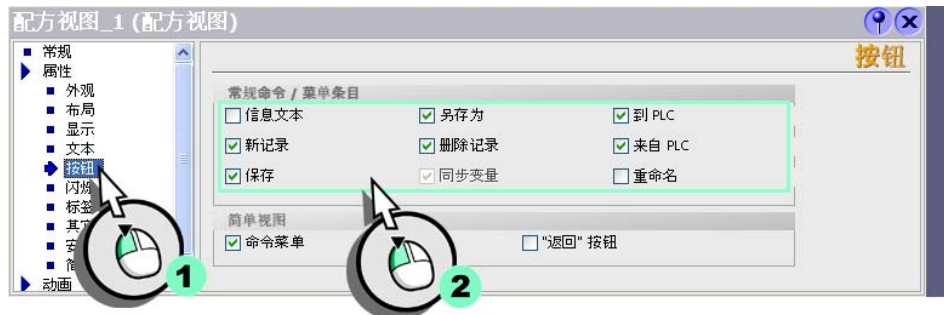 配方视图_1 (配方视图)
常规
属性
外观
布局
显示
文本
按钮
闪烁
标签
动画
按钮
常规命令 / 菜单条目
信息文本 另存为 到 PLC
新记录 删除记录 来自 PLC
保存 同步变量 重命名
简单视图
命令菜单 "返回" 按钮
1
2